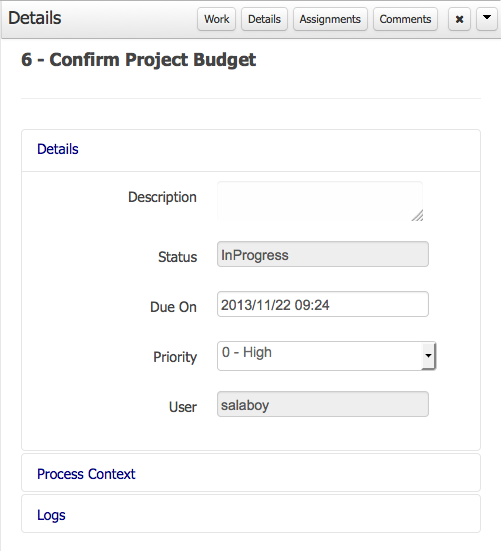 Details Work Details Assignments Comments ×
6 - Confirm Project Budget
Details
Description
Status InProgress
Due On 2013/11/22 09:24
Priority 0 - High
User salaboy
Process Context
Logs